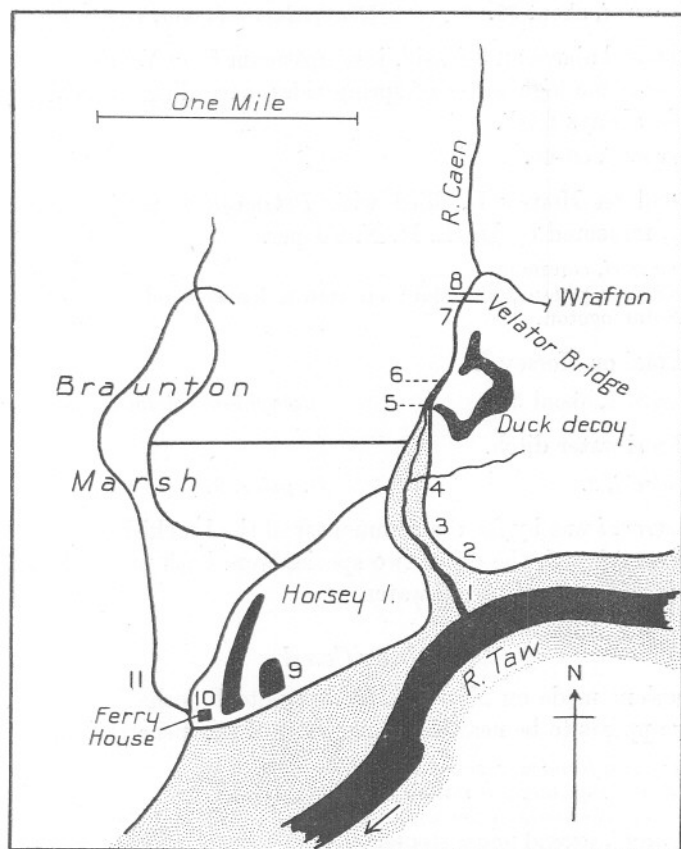 One Mile
R. Caen
8
Wrafton
7
Velator Bridge
6
Braunton
5
Duck decoy.
Marsh
4
3
2
Horsey I.
1
9
R. Taw
11
10
N
Ferry
House